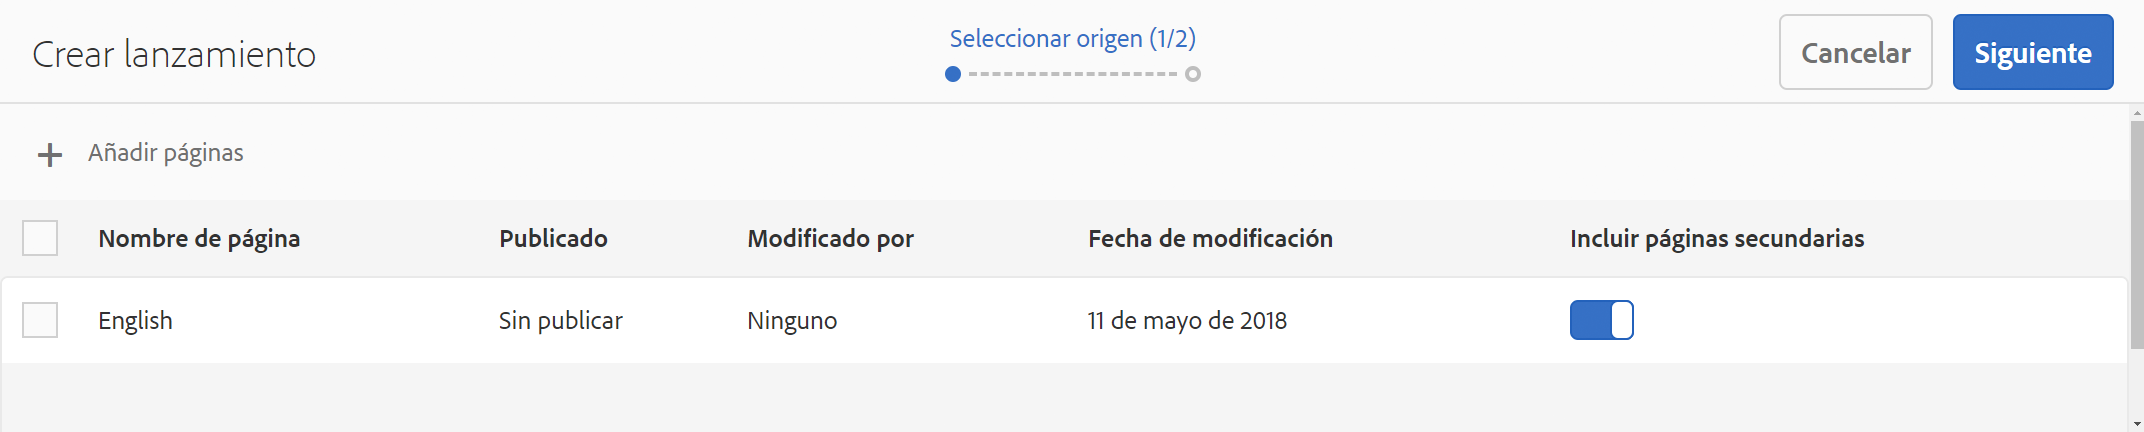 Crear lanzamiento
Seleccionar origen (1/2)
Cancelar
Siguiente
Añadir páginas
Nombre de página Publicado Modificado por Fecha de modificación Incluir páginas secundarias
English Sin publicar Ninguno 11 de mayo de 2018